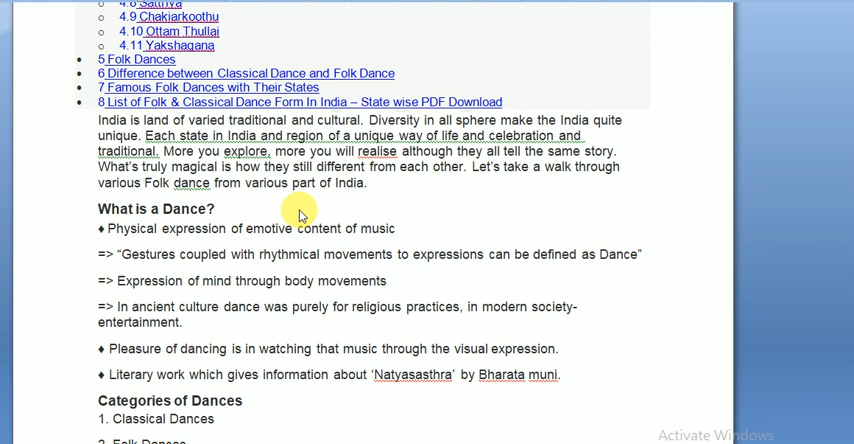 4.8 Sattriya
4.9 Chakiarkoothu
4.10 Ottam Thullai
4.11 Yakshagana
5 Folk Dances
6 Difference between Classical Dance and Folk Dance
7 Famous Folk Dances with Their States
8 List of Folk & Classical Dance Form In India – State wise PDF Download
India is land of varied traditional and cultural. Diversity in all sphere make the India quite
unique. Each state in India and region of a unique way of life and celebration and
traditional. More you explore, more you will realise although they all tell the same story.
What's truly magical is how they still different from each other. Let's take a walk through
various Folk dance from various part of India.
What is a Dance?
♦ Physical expression of emotive content of music
=> “Gestures coupled with rhythmical movements to expressions can be defined as Dance”
=> Expression of mind through body movements
=> In ancient culture dance was purely for religious practices, in modern society-
entertainment.
♦ Pleasure of dancing is in watching that music through the visual expression.
♦ Literary work which gives information about ‘Natyasasthra’ by Bharata muni.
Categories of Dances
1. Classical Dances
2. Folk Dances
Activate Windows